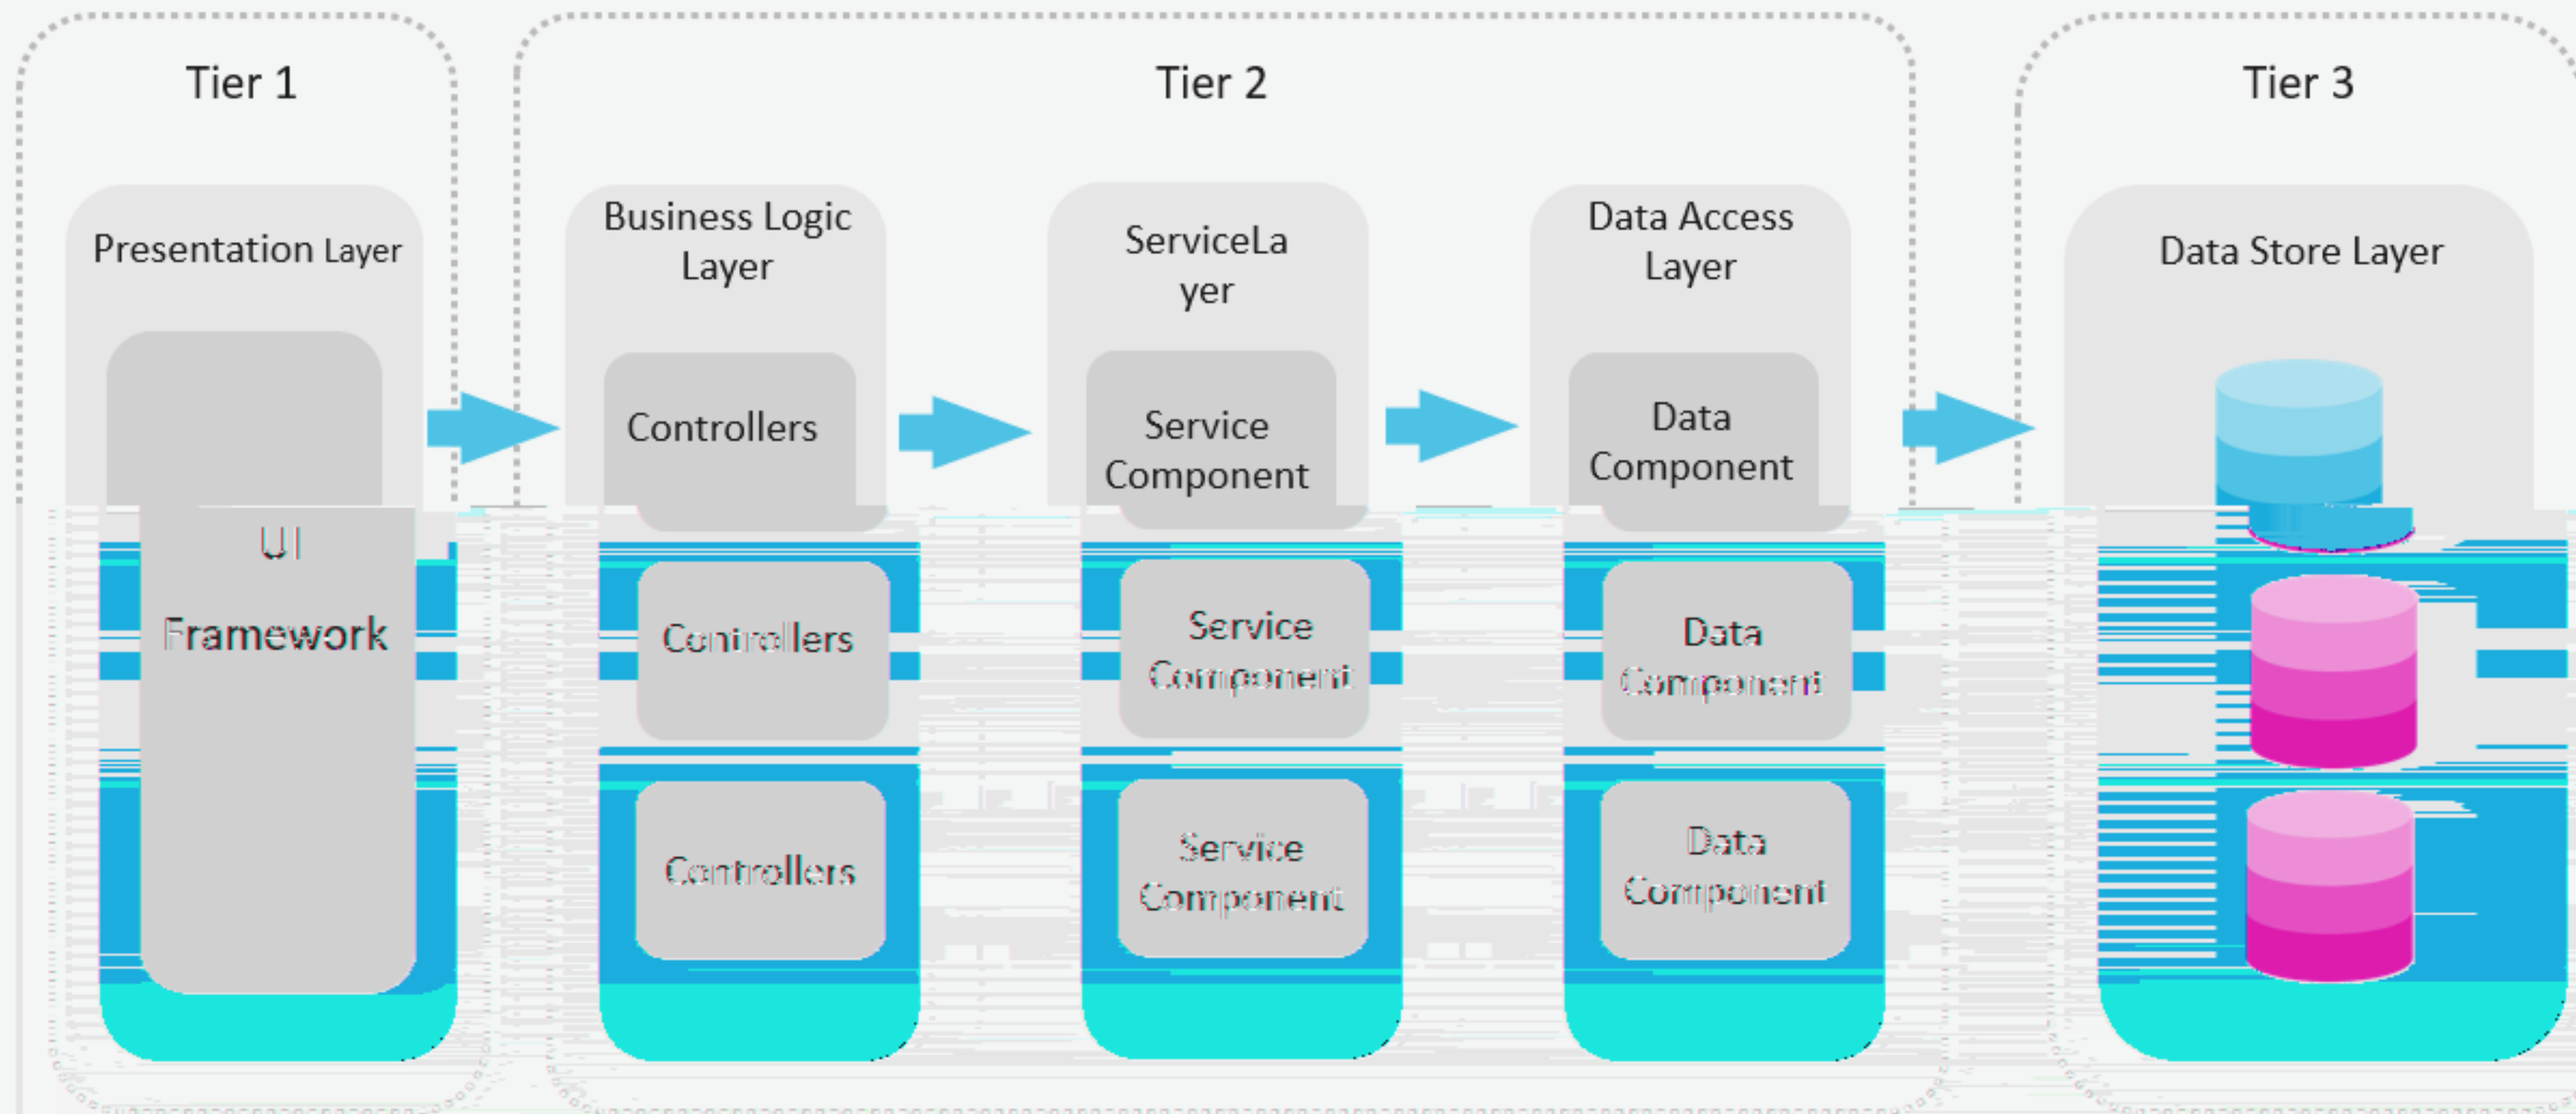 Tier 1
Tier 2
Tier 3
Presentation Layer
UI
Framework
Business Logic
Layer
Controllers
Controllers
Controllers
ServiceLa
yer
Service
Component
Service
Component
Service
Component
Data Access
Layer
Data
Component
Data
Component
Data
Component
Data Store Layer